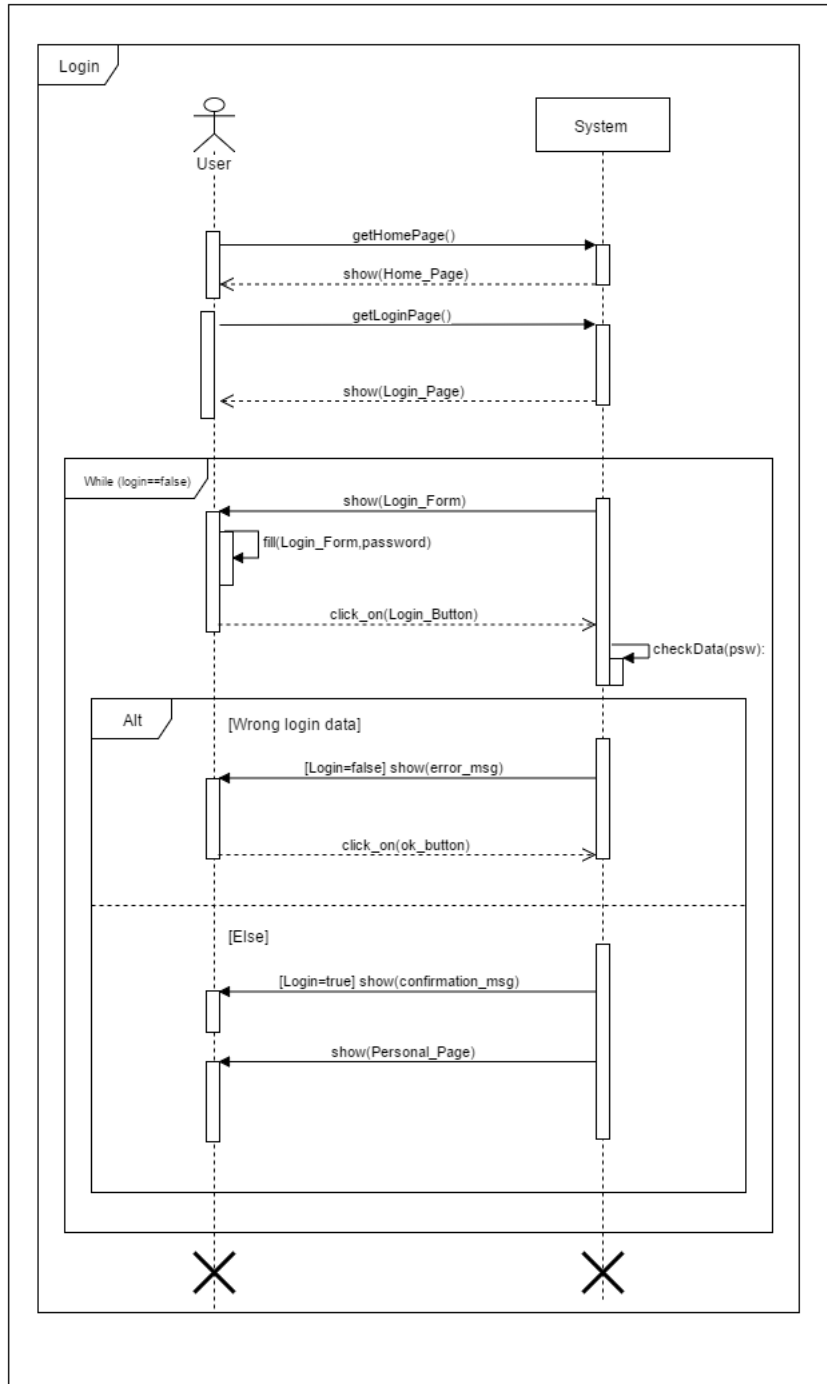 Login
User
System
getHomePage()
show(Home_Page)
getLoginPage()
show(Login_Page)
While (login==false)
show(Login_Form)
fill(Login_Form,password)
click_on(Login_Button)
checkData(psw):
Alt
[Wrong login data]
[Login=false] show(error_msg)
click_on(ok_button)
[Else]
[Login=true] show(confirmation_msg)
show(Personal_Page)